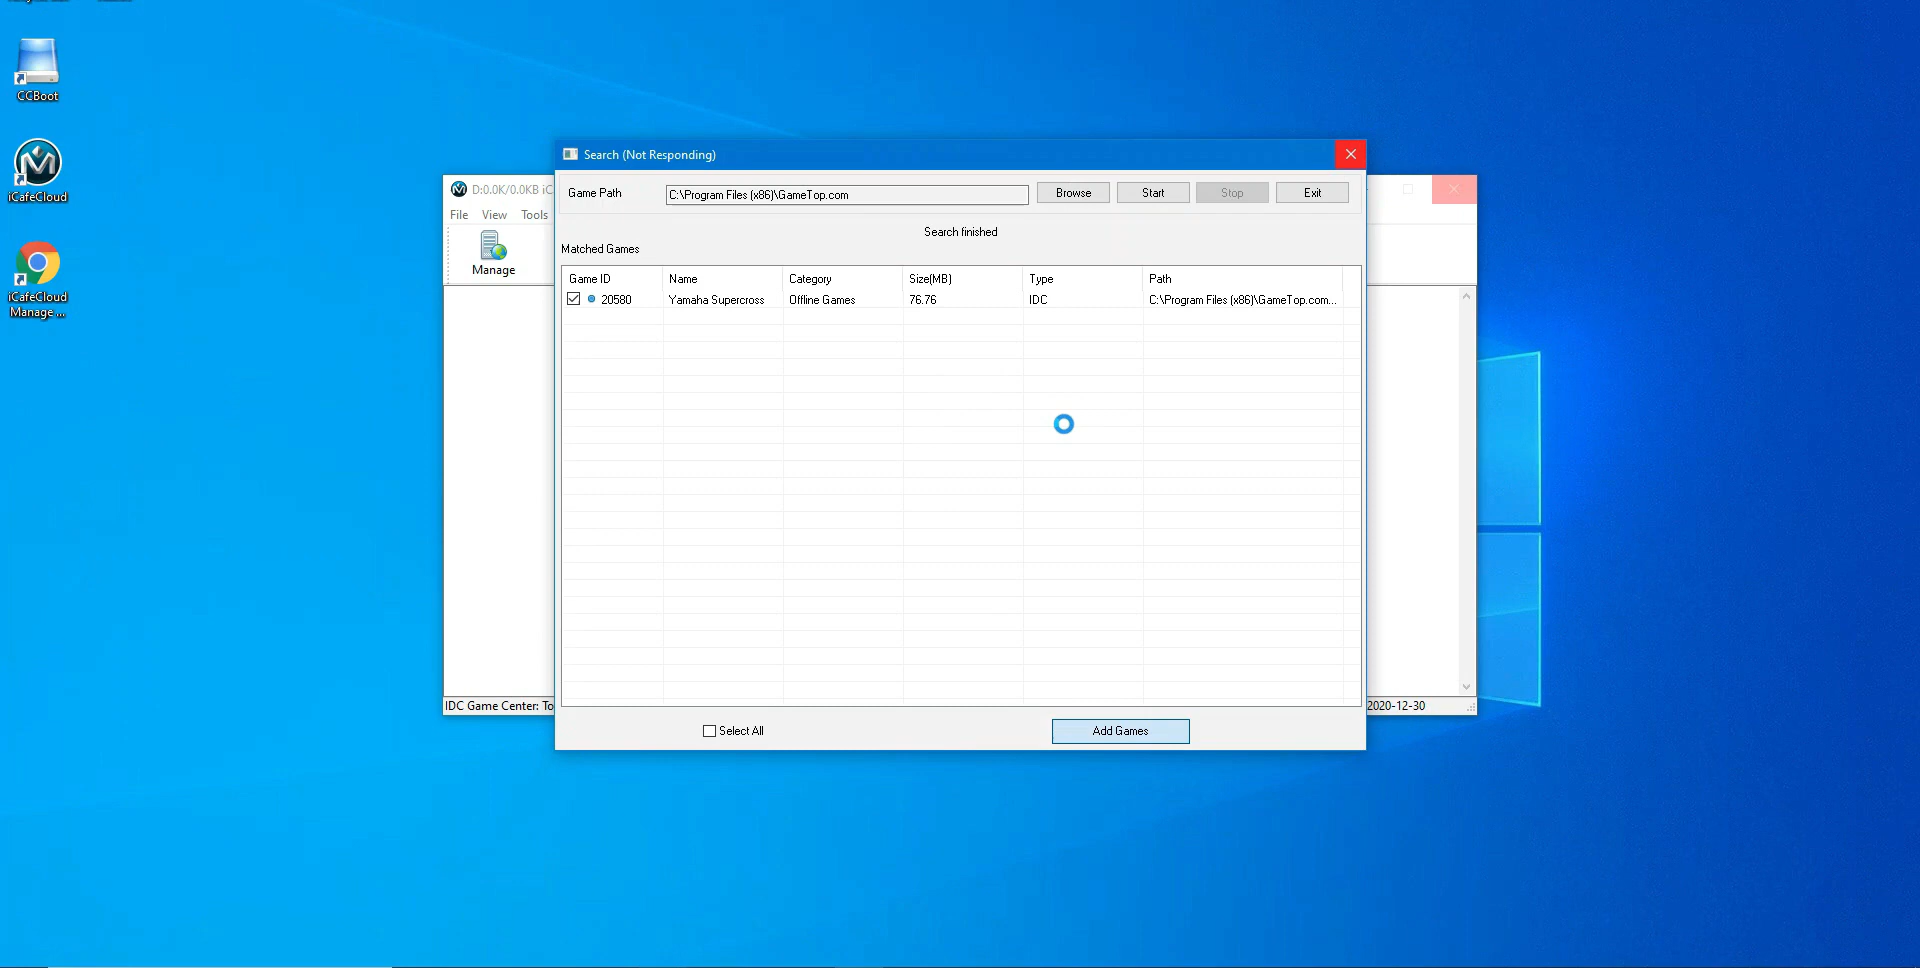 CCBoot
iCafeCloud
iCafeCloud
Manage ...
D:0.0K/0.0KB iC
File View Tools
Manage
IDC Game Center: To
2020-12-30
Search (Not Responding)
Game Path C:\Program Files (x86)\GameTop.com Browse Start Stop Exit
Search finished
Matched Games
Game ID Name Category Size(MB) Type Path
20580 Yamaha Supercross Offline Games 76.76 IDC C:\Program Files (x86)\GameTop.com...
Select All Add Games